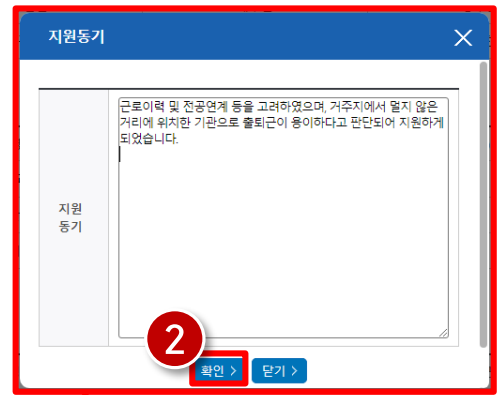 지원동기
근로이력 및 전공연계 등을 고려하였으며, 거주지에서 멀지 않은
거리에 위치한 기관으로 출퇴근이 용이하다고 판단되어 지원하게
되었습니다.
지원
동기
2
확인 >
닫기 >